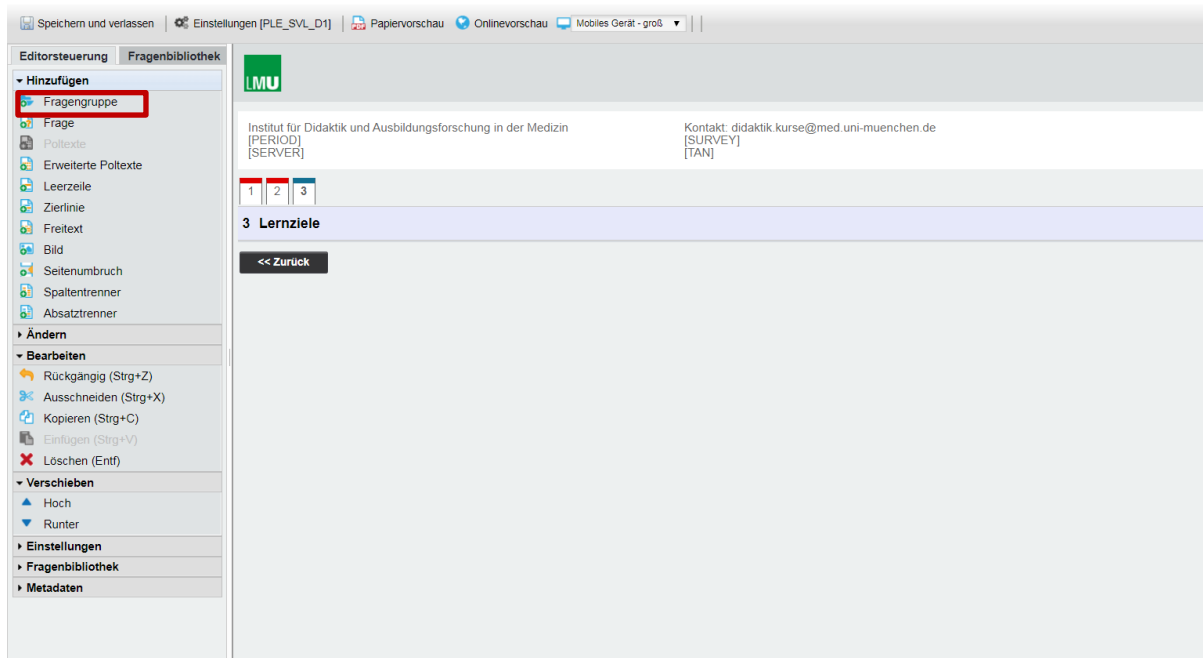 Speichern und verlassen Einstellungen [PLE_SVL_D1] Papiervorschau Onlinevorschau Mobiles Gerät - groß
Editorsteuerung Fragenbibliothek
Hinzufügen
Fragengruppe
Frage
Poltexte
Erweiterte Poltexte
Leerzeile
Zierlinie
Freitext
Bild
Seitenumbruch
Spaltentrenner
Absatztrenner
Ändern
Bearbeiten
Rückgängig (Strg+Z)
Ausschneiden (Strg+X)
Kopieren (Strg+C)
Einfügen (Strg+V)
Löschen (Entf)
Verschieben
Hoch
Runter
Einstellungen
Fragenbibliothek
Metadaten
LMU
Institut für Didaktik und Ausbildungsforschung in der Medizin
[PERIOD]
[SERVER]
Kontakt: didaktik.kurse@med.uni-muenchen.de
[SURVEY]
[TAN]
1 2 3
3 Lernziele
<< Zurück